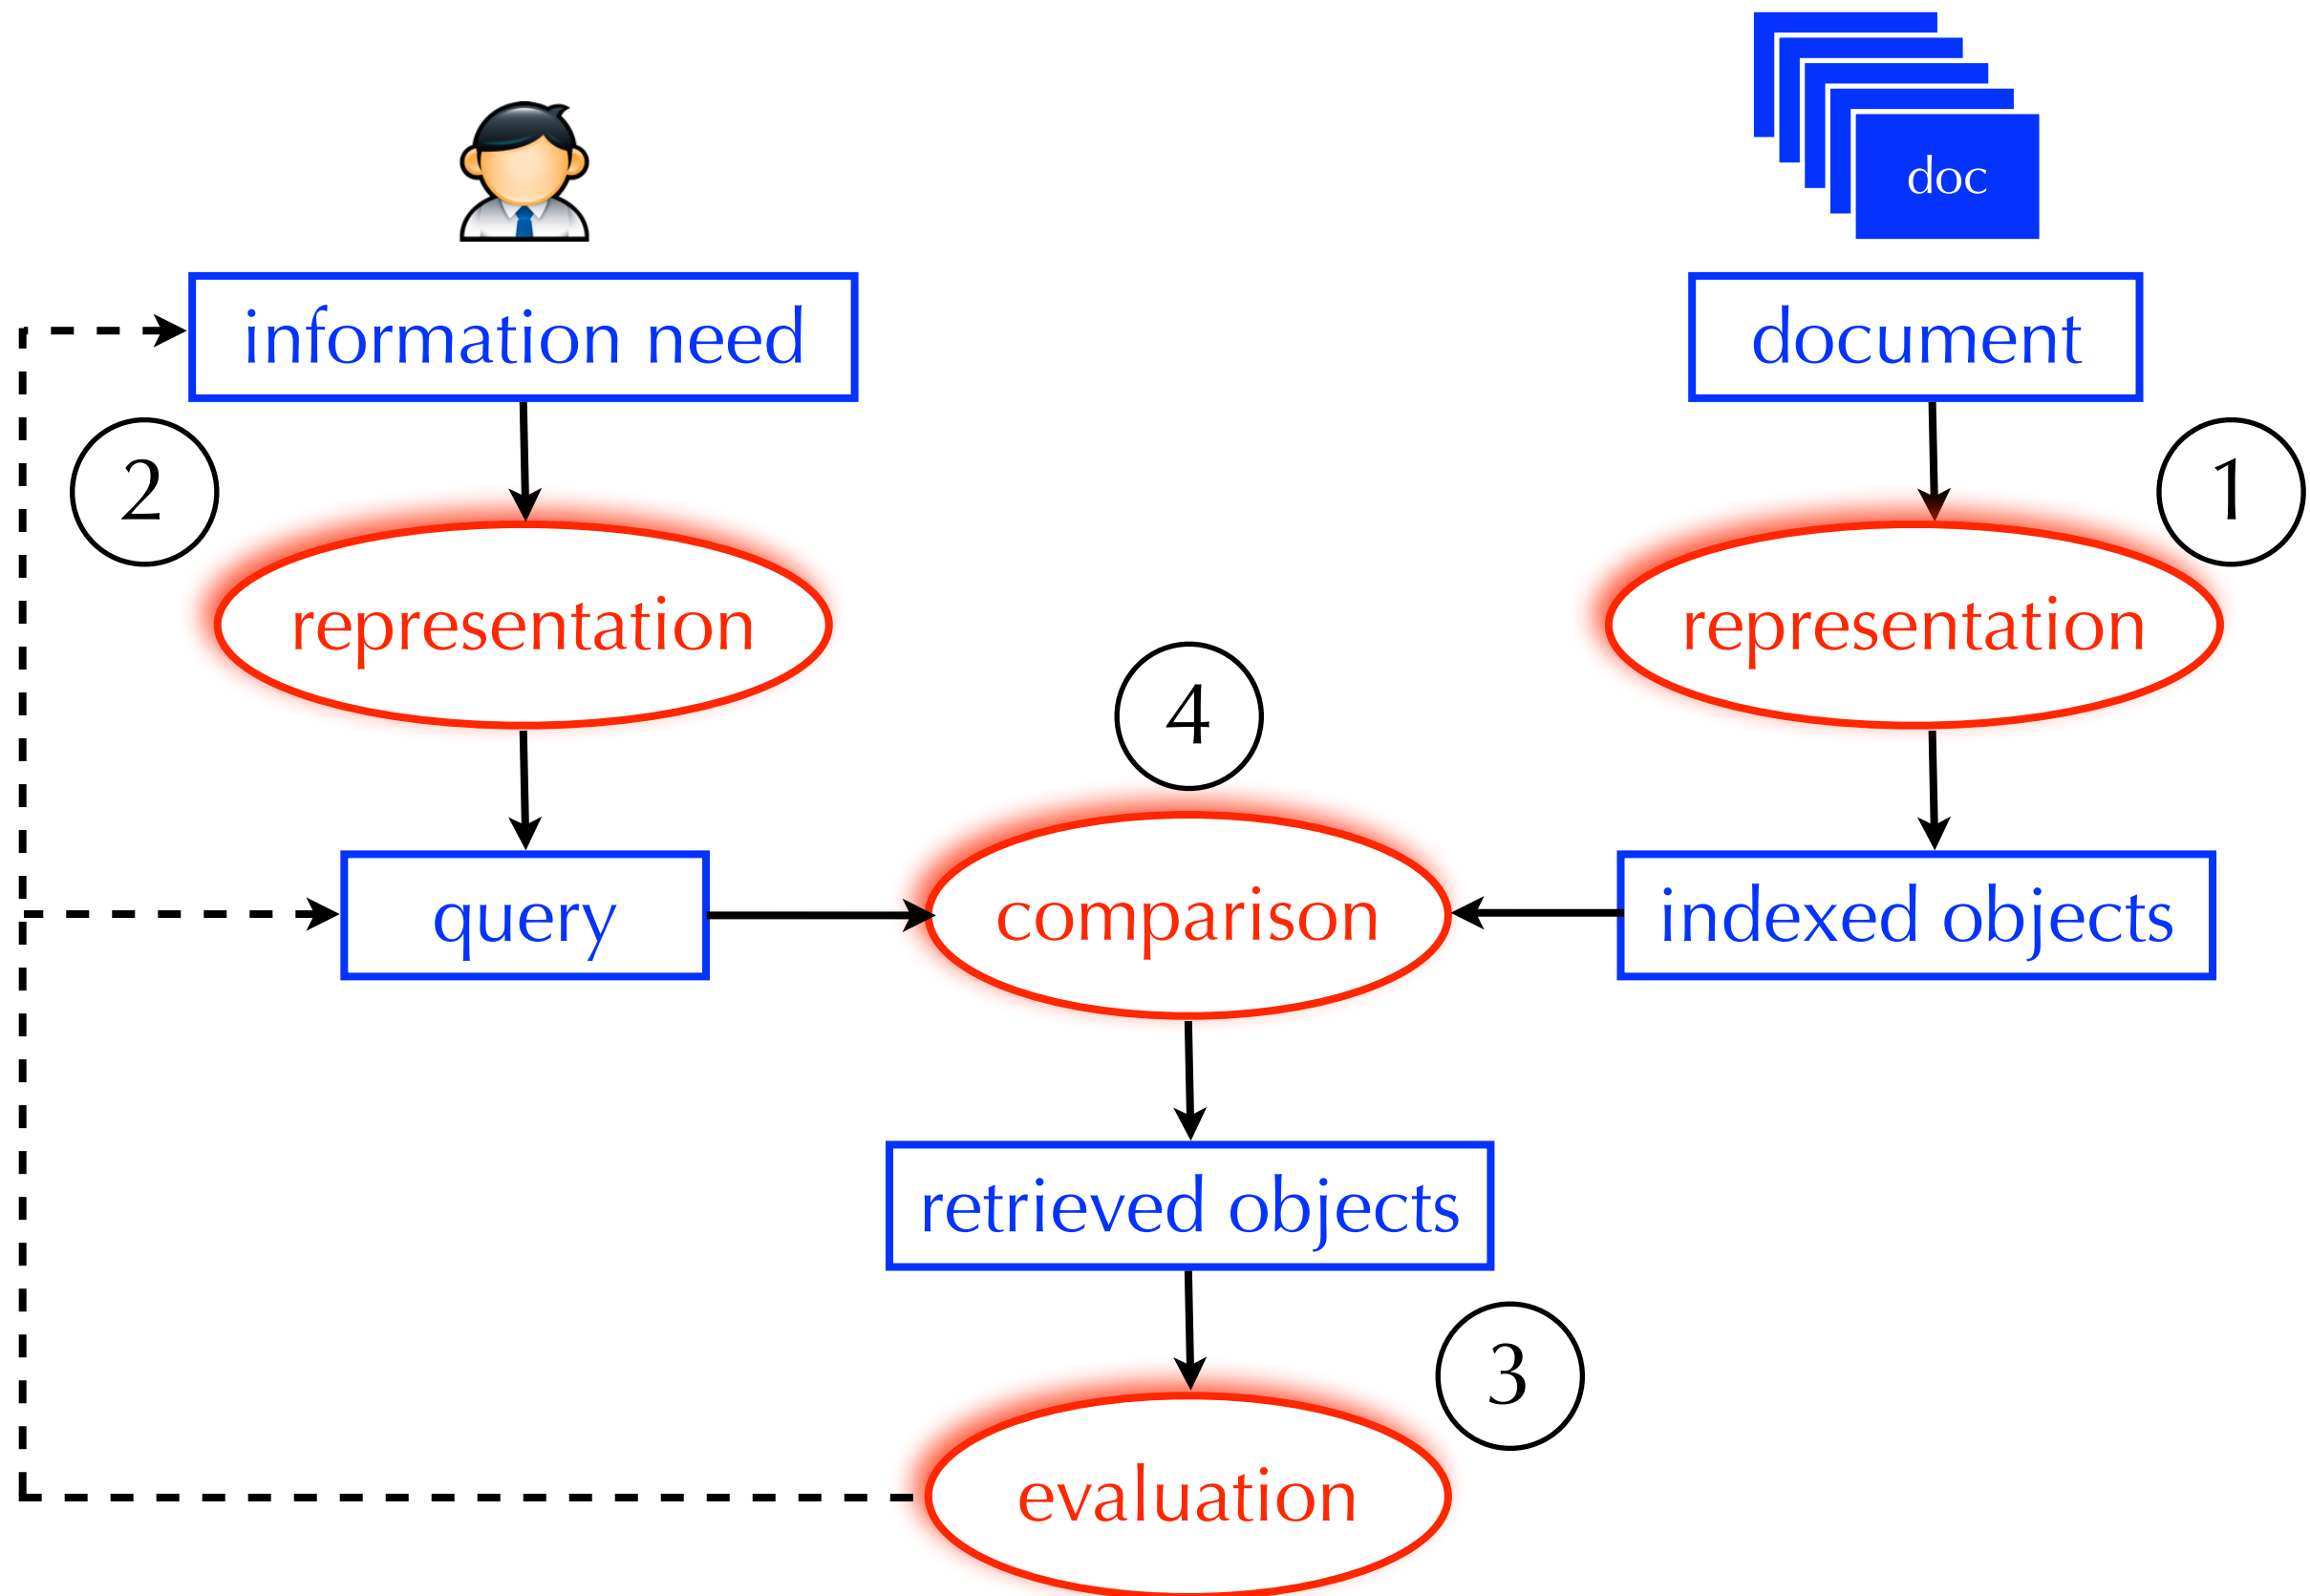 doc
information need
document
2
1
representation
representation
4
query
comparison
indexed objects
retrieved objects
3
evaluation